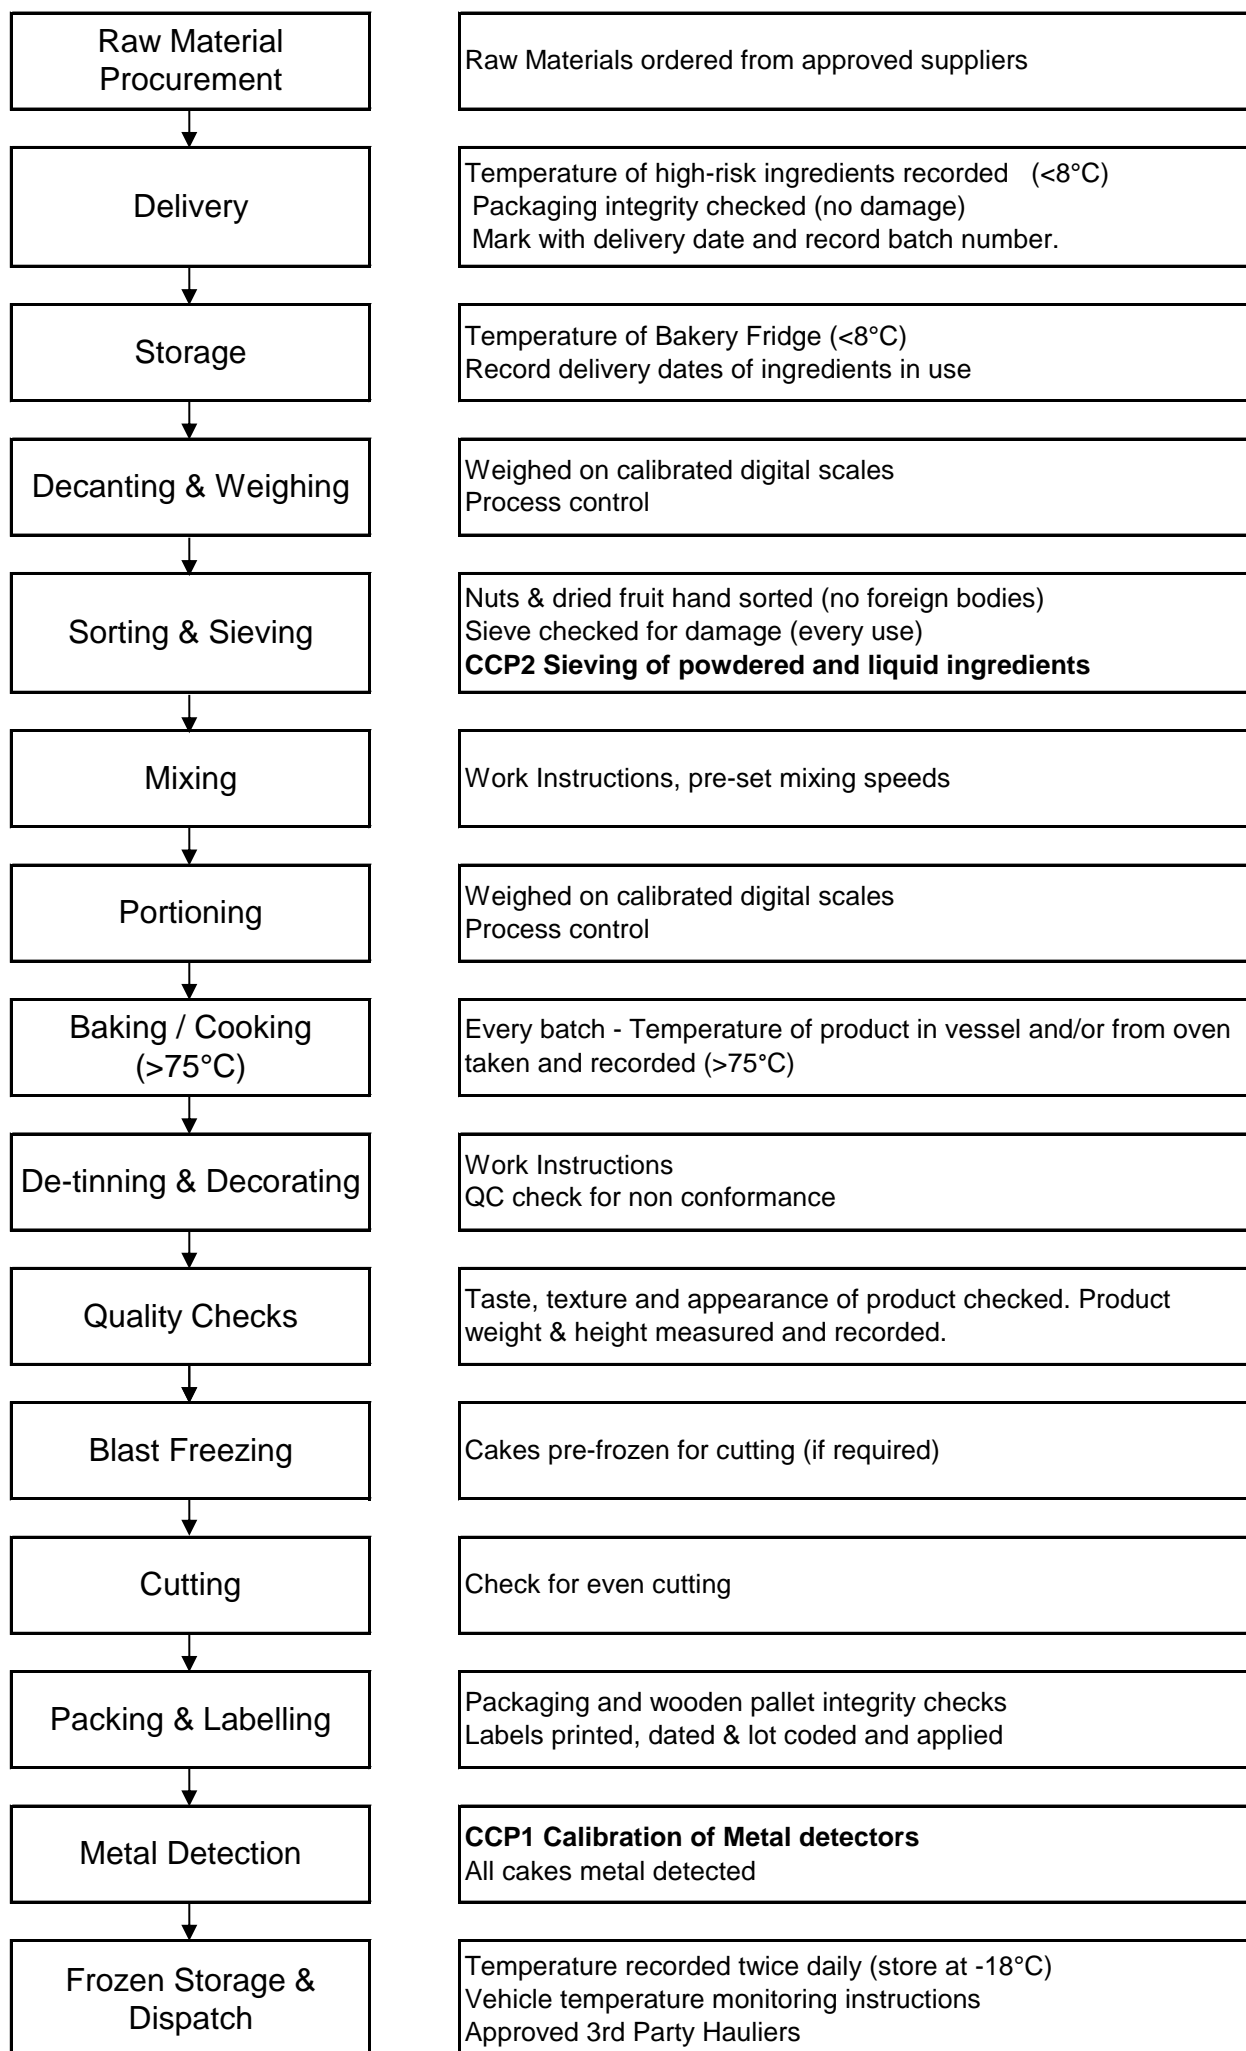 Raw Material
Procurement
Raw Materials ordered from approved suppliers
Delivery
Temperature of high-risk ingredients recorded (<8°C)
Packaging integrity checked (no damage)
Mark with delivery date and record batch number.
Storage
Temperature of Bakery Fridge (<8°C)
Record delivery dates of ingredients in use
Decanting & Weighing
Weighed on calibrated digital scales
Process control
Sorting & Sieving
Nuts & dried fruit hand sorted (no foreign bodies)
Sieve checked for damage (every use)
CCP2 Sieving of powdered and liquid ingredients
Mixing
Work Instructions, pre-set mixing speeds
Portioning
Weighed on calibrated digital scales
Process control
Baking / Cooking
(>75°C)
Every batch - Temperature of product in vessel and/or from oven
taken and recorded (>75°C)
De-tinning & Decorating
Work Instructions
QC check for non conformance
Quality Checks
Taste, texture and appearance of product checked. Product
weight & height measured and recorded.
Blast Freezing
Cakes pre-frozen for cutting (if required)
Cutting
Check for even cutting
Packing & Labelling
Packaging and wooden pallet integrity checks
Labels printed, dated & lot coded and applied
Metal Detection
CCP1 Calibration of Metal detectors
All cakes metal detected
Frozen Storage &
Dispatch
Temperature recorded twice daily (store at -18°C)
Vehicle temperature monitoring instructions
Approved 3rd Party Hauliers